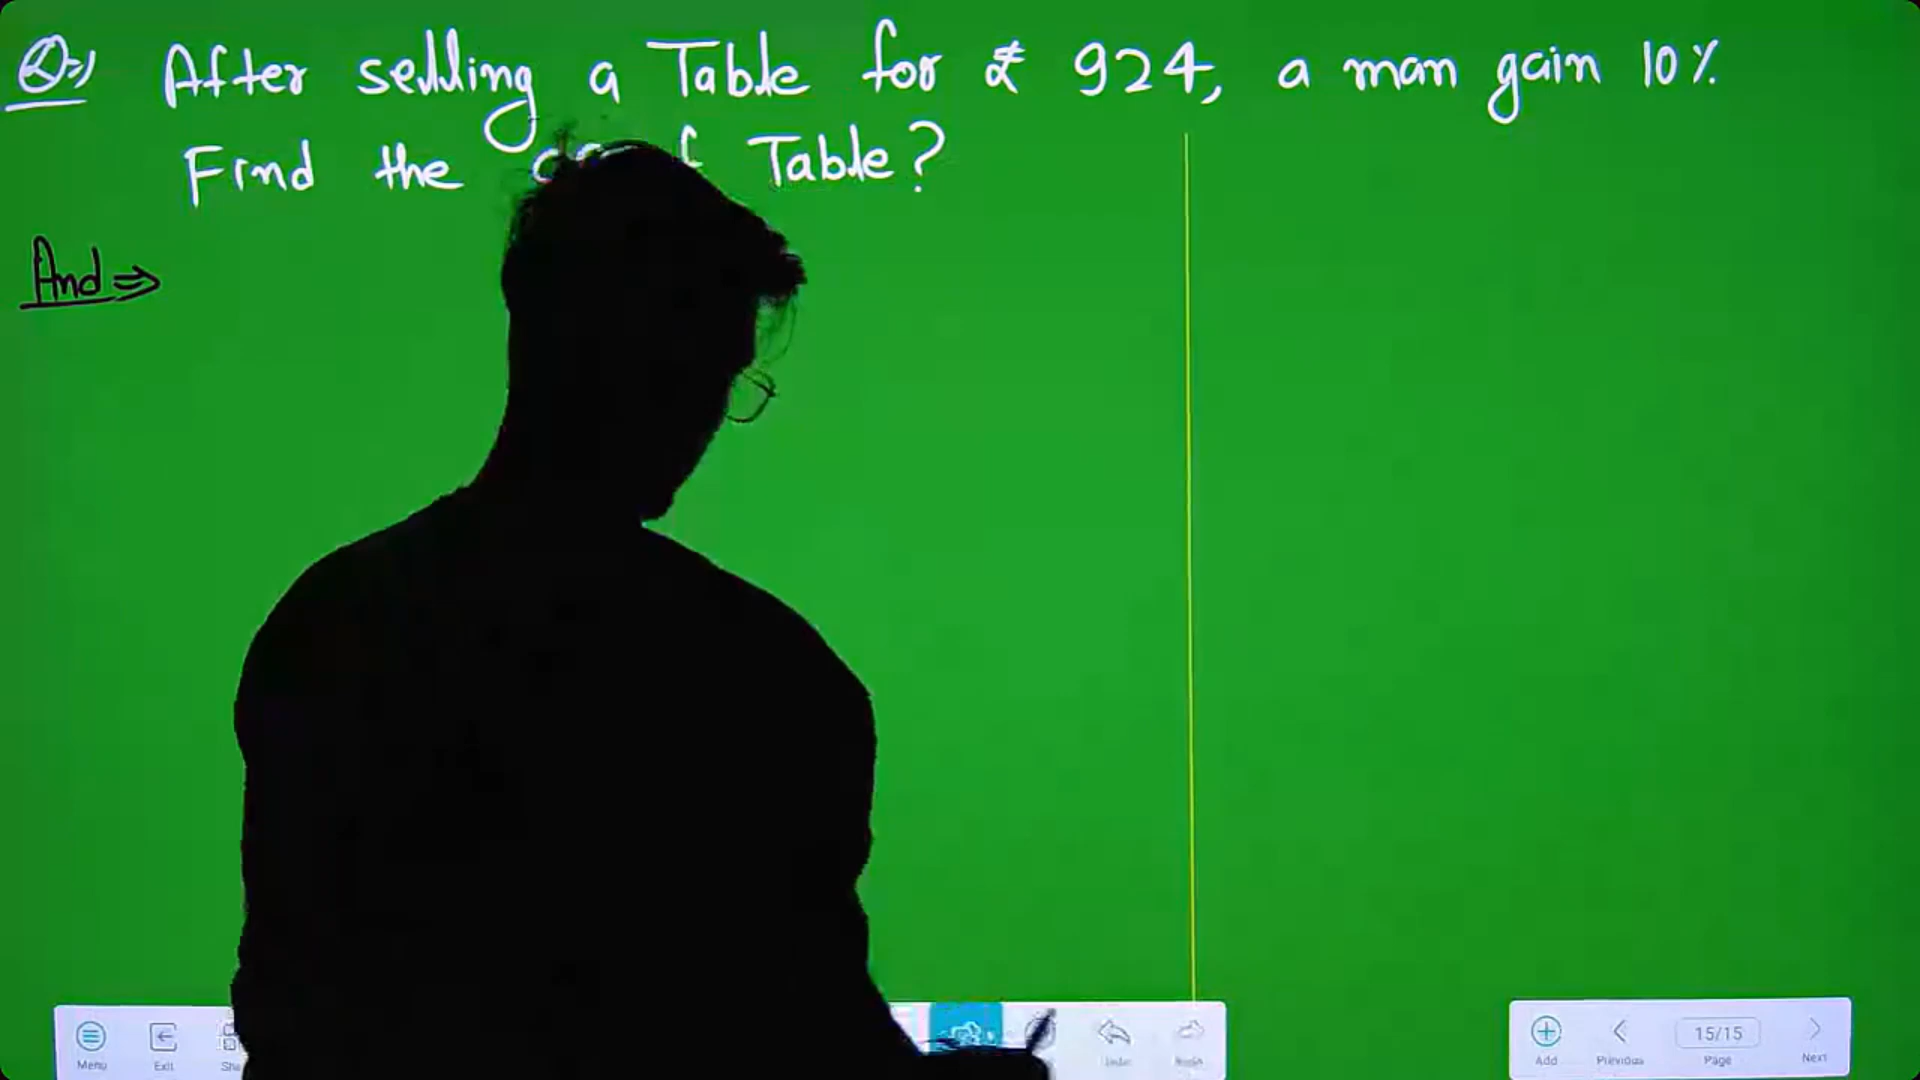 Q⇒) After selling a Table for ₹ 924, a man gain 10%
Find the Table?
And ⇒
Menu Exit Undo Redo
Add Previous 15/15 Page Next